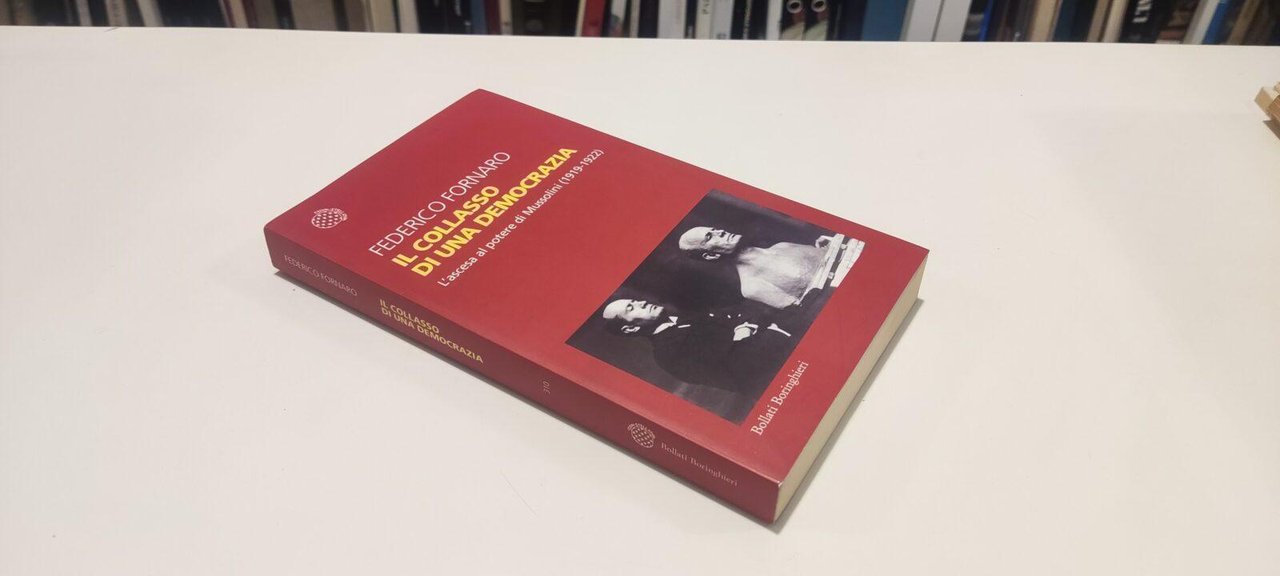 FEDERICO FORNARO
IL COLLASSO
DI UNA DEMOCRAZIA
L'ascesa al potere di Mussolini (1919-1922)
Bollati Boringhieri
FEDERICO FORNARO
IL COLLASSO
DI UNA DEMOCRAZIA
310
Bollati Boringhieri